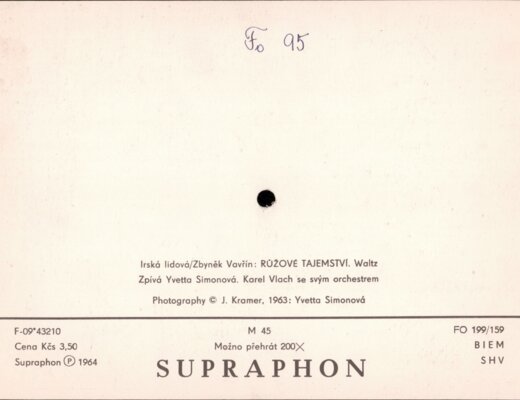 Fo 95
Irská lidová/Zbyněk Vavřín: RŮŽOVÉ TAJEMSTVÍ. Waltz
Zpívá Yvetta Simonová. Karel Vlach se svým orchestrem
Photography © J. Kramer, 1963: Yvetta Simonová
F-09*43210 M 45 FO 199/159
Cena Kčs 3,50 Možno přehrát 200X BIEM
Supraphon Ⓟ 1964 SUPRAPHON SHV